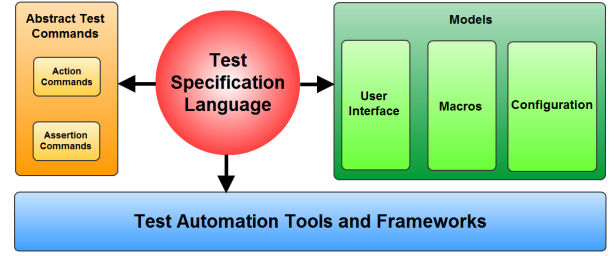 Abstract Test
Commands
Action
Commands
Assertion
Commands
Test
Specification
Language
Models
User
Interface
Macros
Configuration
Test Automation Tools and Frameworks